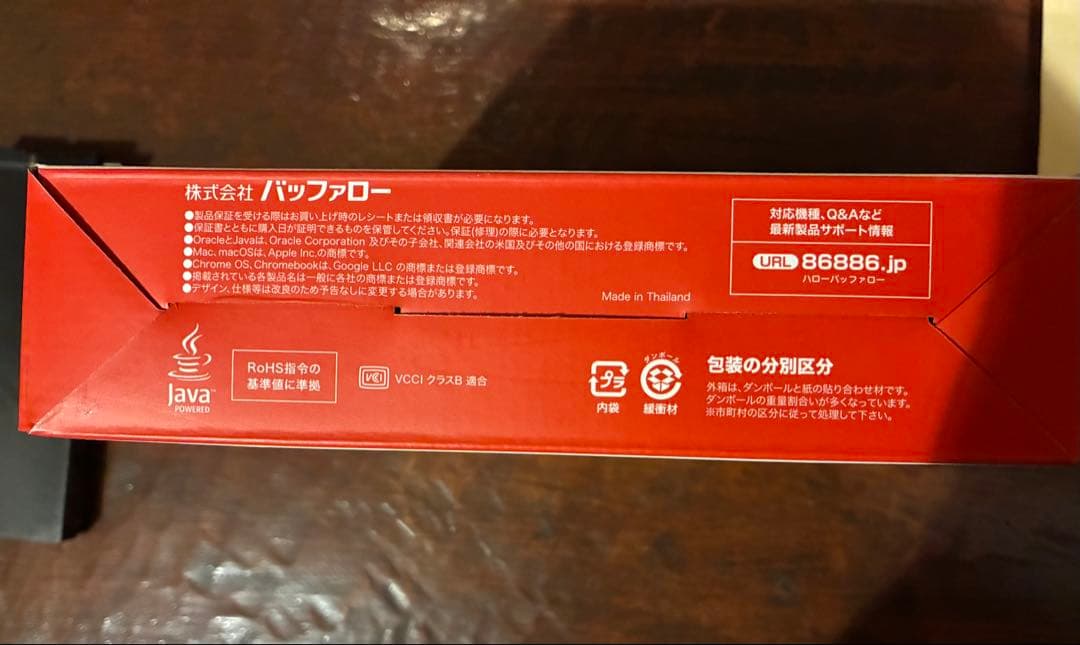 株式会社 バッファロー
●製品保証を受ける際はお買い上げ時のレシートまたは領収書が必要になります。
●保証書とともに購入日が証明できるものを保管してください。保証(修理)の際に必要となります。
●OracleとJavaは、Oracle Corporation 及びその子会社、関連会社の米国及びその他の国における登録商標です。
●Mac、macOSは、Apple Inc.の商標です。
●Chrome OS、Chromebookは、Google LLC の商標または登録商標です。
●掲載されている各製品名は一般に各社の商標または登録商標です。
●デザイン、仕様等は改良のため予告なしに変更する場合があります。
Made in Thailand
対応機種、Q&Aなど
最新製品サポート情報
URL 86886.jp
ハローバッファロー
Java™
POWERED
RoHS指令の
基準値に準拠
VCCI VCCI クラスB 適合
プラ
内袋
ダンボール
緩衝材
包装の分別区分
外箱は、ダンボールと紙の貼り合わせ材です。
ダンボールの重量割合いが多くなっています。
※市町村の区分に従って処理して下さい。